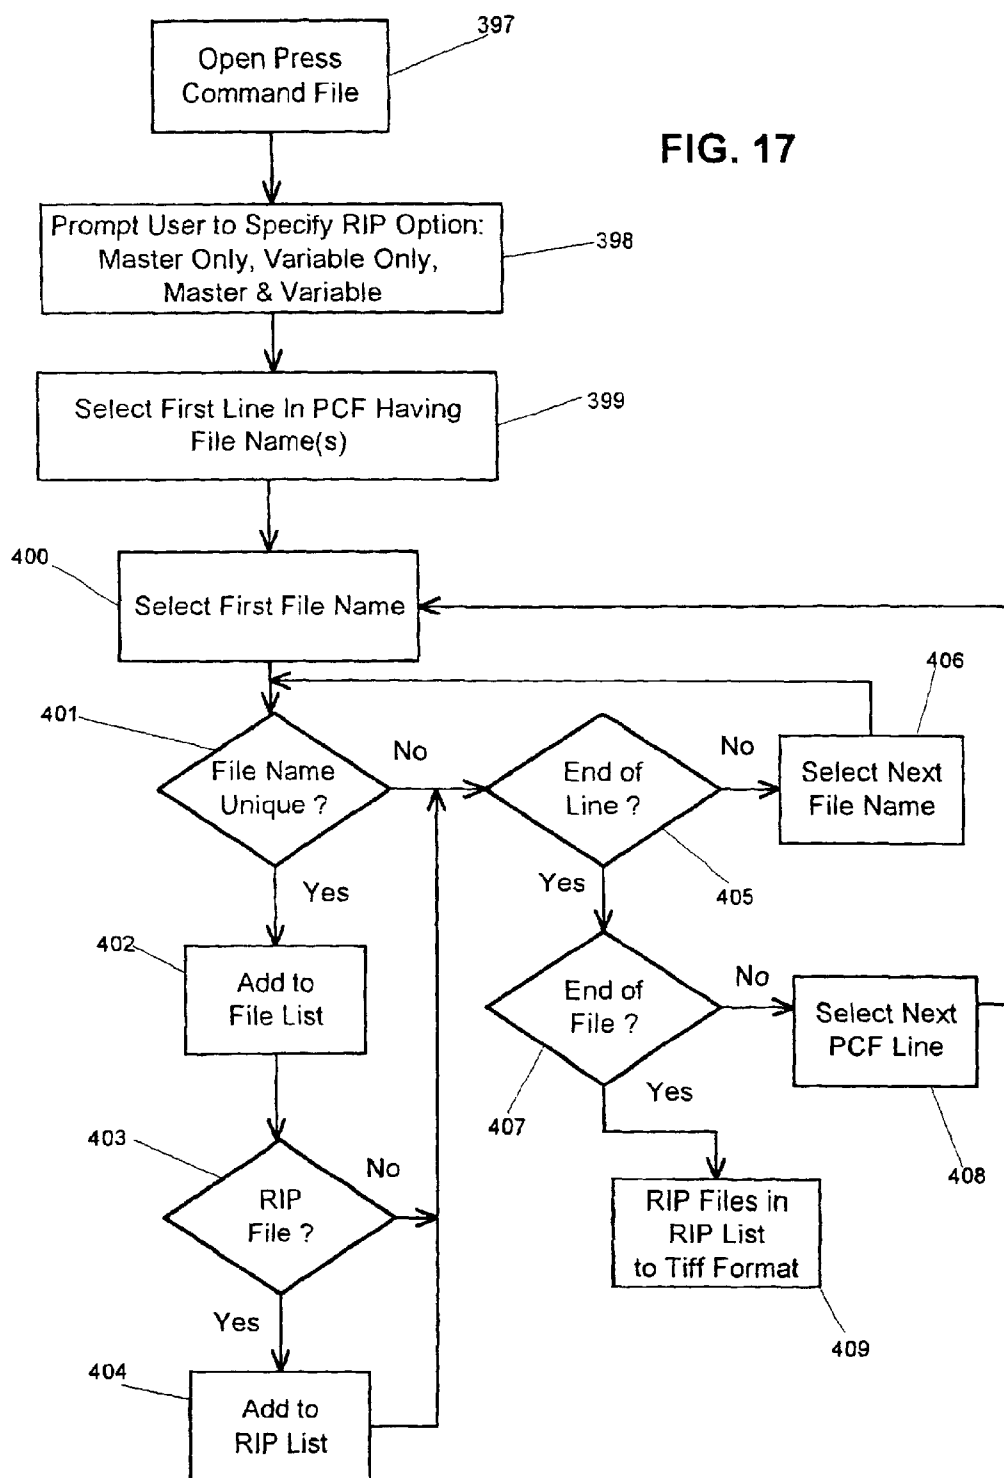 397
Open Press
Command File
FIG. 17
Prompt User to Specify RIP Option:
Master Only, Variable Only,
Master & Variable
398
Select First Line In PCF Having
File Name(s)
399
400
Select First File Name
401
File Name
Unique ?
No
Yes
End of
Line ?
No
405
Yes
406
Select Next
File Name
402
Add to
File List
End of
File ?
No
407
Yes
Select Next
PCF Line
408
403
RIP
File ?
No
Yes
RIP Files in
RIP List
to Tiff Format
409
404
Add to
RIP List